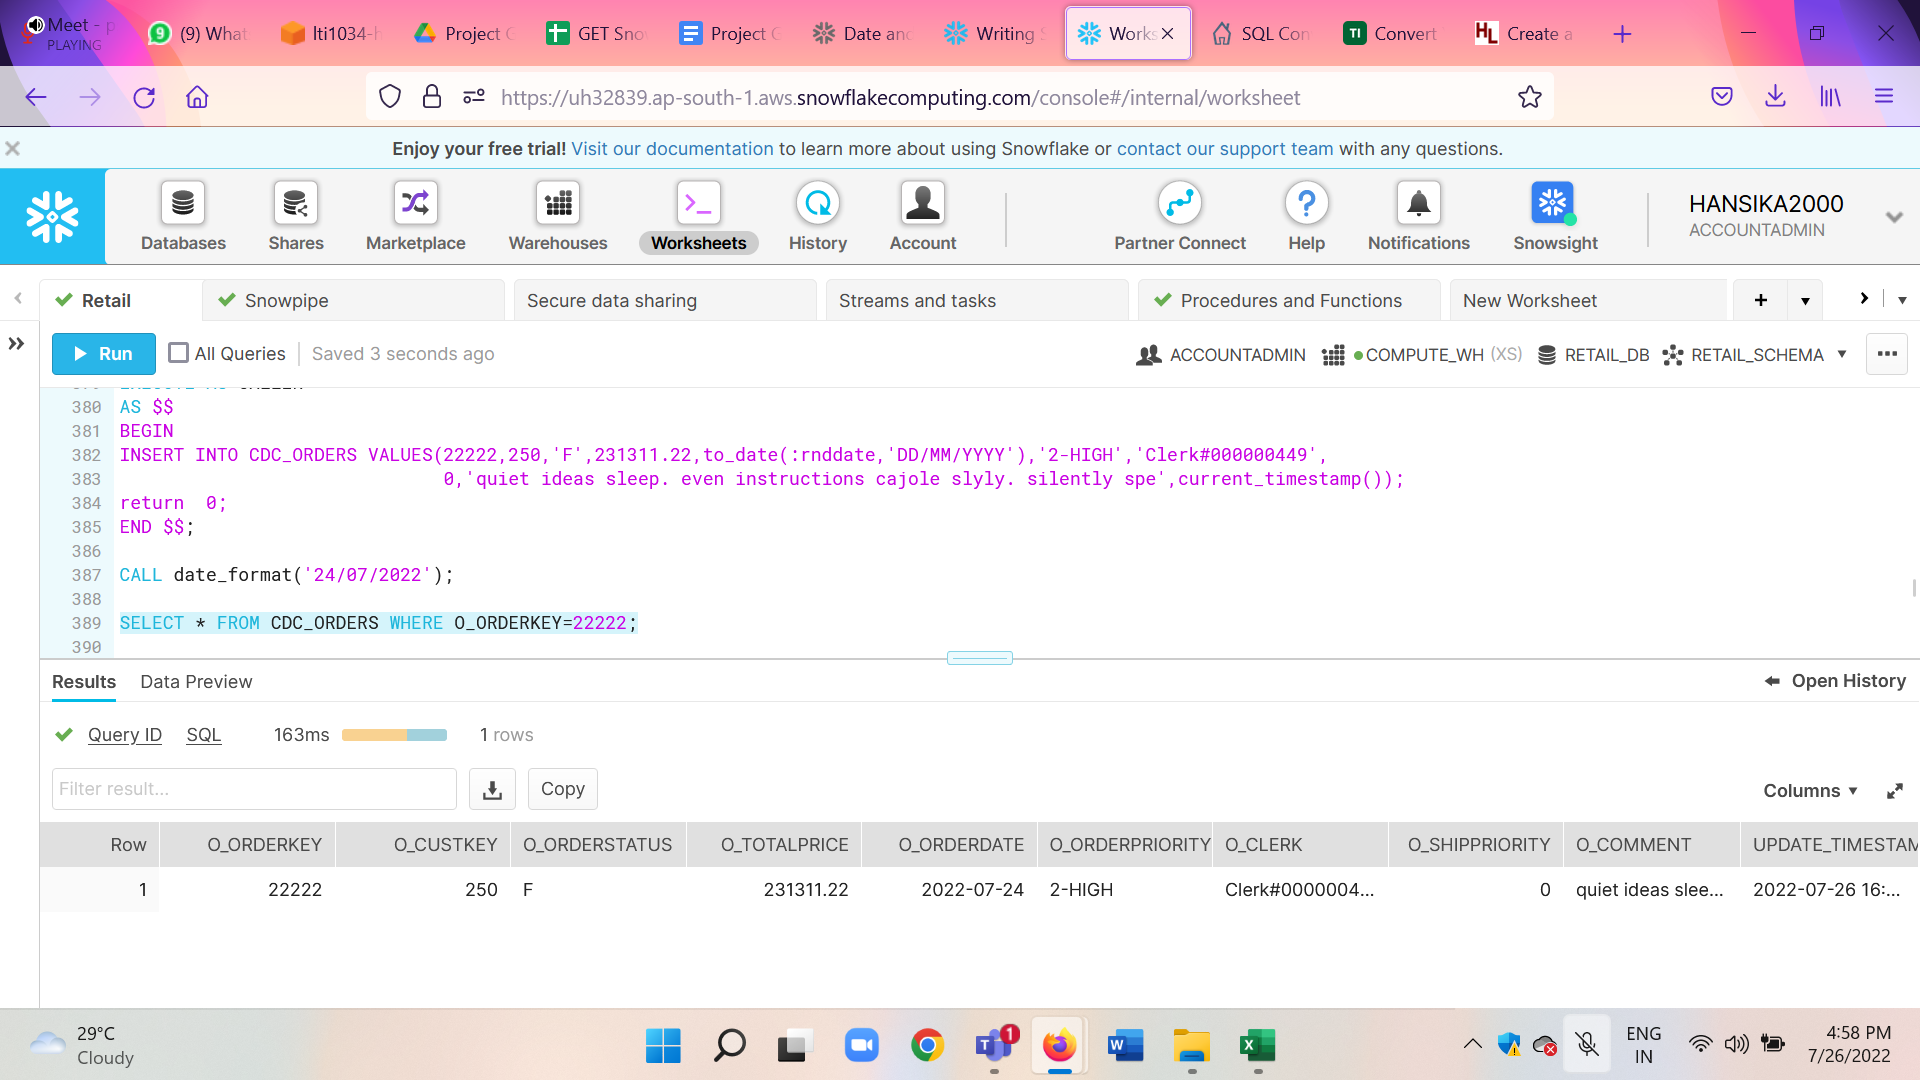 Meet - p
PLAYING
(9) What
lti1034-h
Project G
GET Snow
Project G
Date and
Writing S
Works
SQL Con
Convert
Create a
https://uh32839.ap-south-1.aws.snowflakecomputing.com/console#/internal/worksheet
Enjoy your free trial! Visit our documentation to learn more about using Snowflake or contact our support team with any questions.
Databases
Shares
Marketplace
Warehouses
Worksheets
History
Account
Partner Connect
Help
Notifications
Snowsight
HANSIKA2000
ACCOUNTADMIN
Retail
Snowpipe
Secure data sharing
Streams and tasks
Procedures and Functions
New Worksheet
Run
All Queries
Saved 3 seconds ago
ACCOUNTADMIN
COMPUTE_WH (XS)
RETAIL_DB
RETAIL_SCHEMA
380 AS $$
381 BEGIN
382 INSERT INTO CDC_ORDERS VALUES(22222,250,'F',231311.22,to_date(:rnddate,'DD/MM/YYYY'),'2-HIGH','Clerk#000000449',
383 0,'quiet ideas sleep. even instructions cajole slyly. silently spe',current_timestamp());
384 return  0;
385 END $$;
386
387 CALL date_format('24/07/2022');
388
389 SELECT * FROM CDC_ORDERS WHERE O_ORDERKEY=22222;
390
Results
Data Preview
Open History
Query ID
SQL
163ms
1 rows
Filter result...
Copy
Columns
Row O_ORDERKEY O_CUSTKEY O_ORDERSTATUS O_TOTALPRICE O_ORDERDATE O_ORDERPRIORITY O_CLERK O_SHIPPRIORITY O_COMMENT UPDATE_TIMESTAM
1 22222 250 F 231311.22 2022-07-24 2-HIGH Clerk#0000004... 0 quiet ideas slee... 2022-07-26 16:...
29°C
Cloudy
1
ENG
IN
4:58 PM
7/26/2022